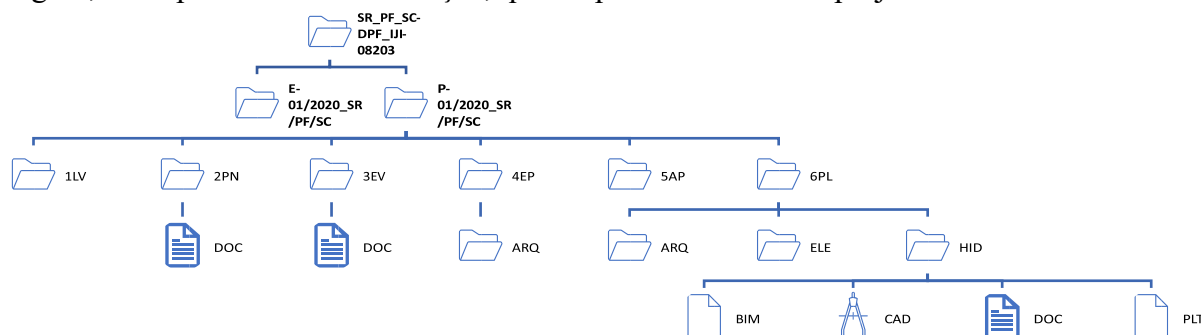 SR_PF_SC-
DPF_IJI-
08203
E-
01/2020_SR
/PF/SC
P-
01/2020_SR
/PF/SC
1LV
2PN
3EV
4EP
5AP
6PL
DOC
DOC
ARQ
ARQ
ELE
HID
BIM
CAD
DOC
PLT